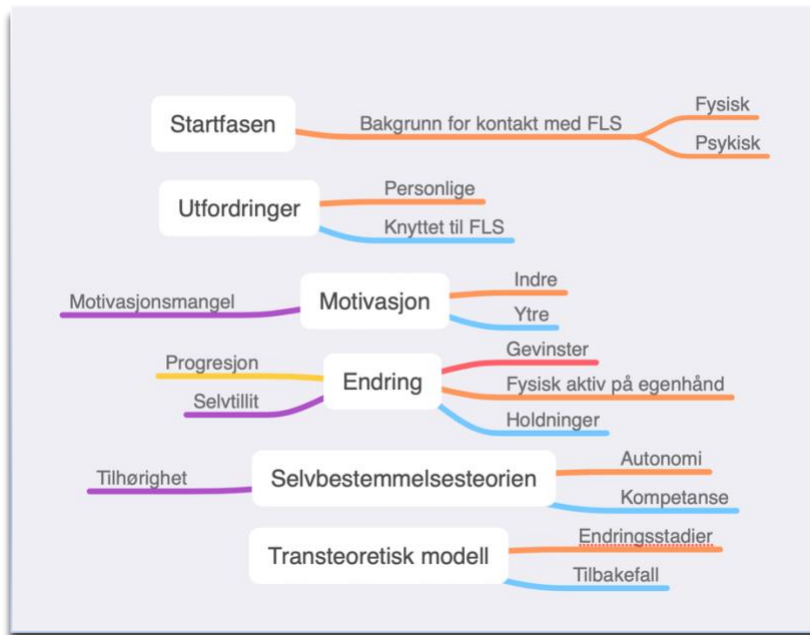 Startfasen
Bakgrunn for kontakt med FLS
Fysisk
Psykisk
Utfordringer
Personlige
Knyttet til FLS
Motivasjonsmangel
Motivasjon
Indre
Ytre
Progresjon
Selvtillit
Endring
Gevinster
Fysisk aktiv på egenhånd
Holdninger
Tilhørighet
Selvbestemmelsesteorien
Autonomi
Kompetanse
Transteoretisk modell
Endringsstadier
Tilbakefall